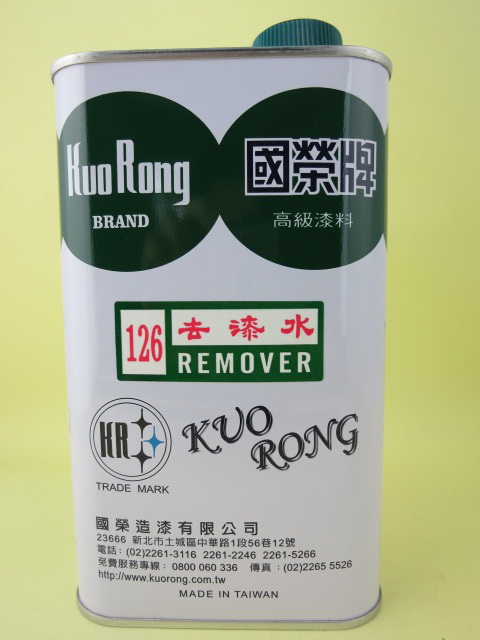 Kuo Rong
BRAND
國榮牌
高級漆料
126
去漆水
REMOVER
KR
TRADE MARK
KUO
RONG
國榮造漆有限公司
23666 新北市土城區中華路1段56巷12號
電話：(02)2261-3116 2261-2246 2261-5266
免費服務專線：0800 060 336 傳真：(02)2265 5526
http://www.kuorong.com.tw
MADE IN TAIWAN